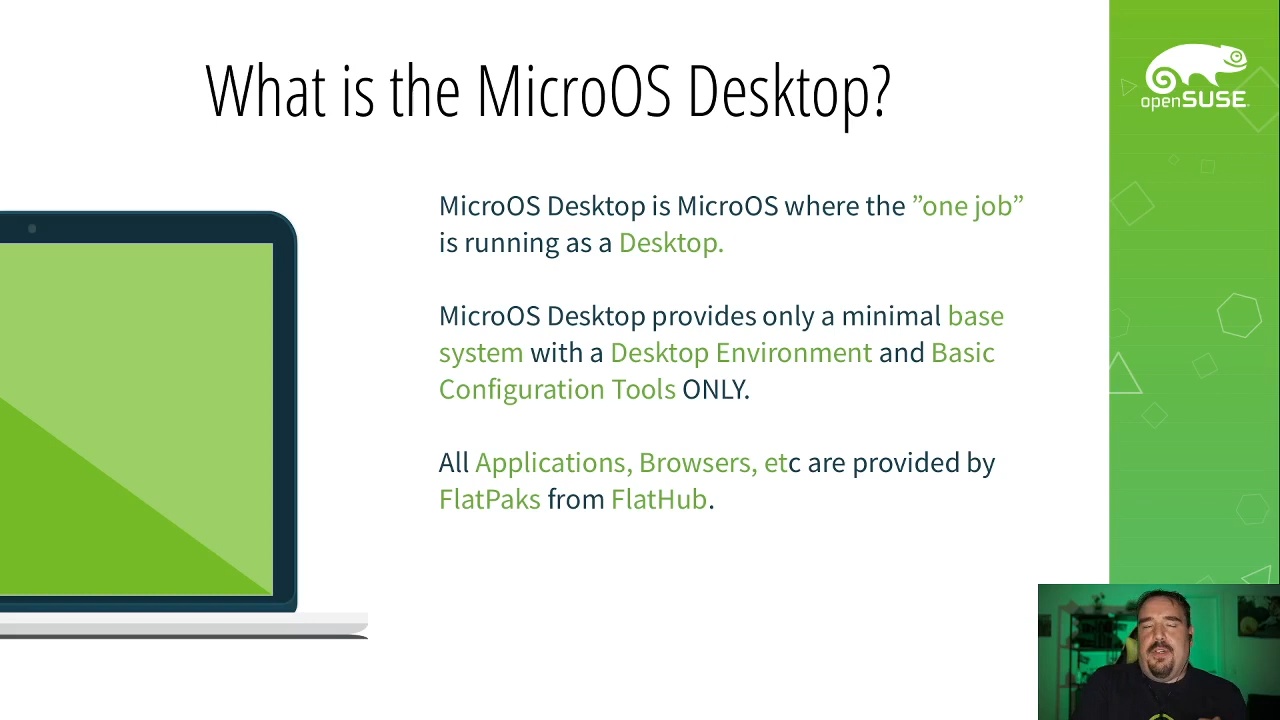 What is the MicroOS Desktop?
openSUSE
MicroOS Desktop is MicroOS where the ”one job”
is running as a Desktop.
MicroOS Desktop provides only a minimal base
system with a Desktop Environment and Basic
Configuration Tools ONLY.
All Applications, Browsers, etc are provided by
FlatPaks from FlatHub.